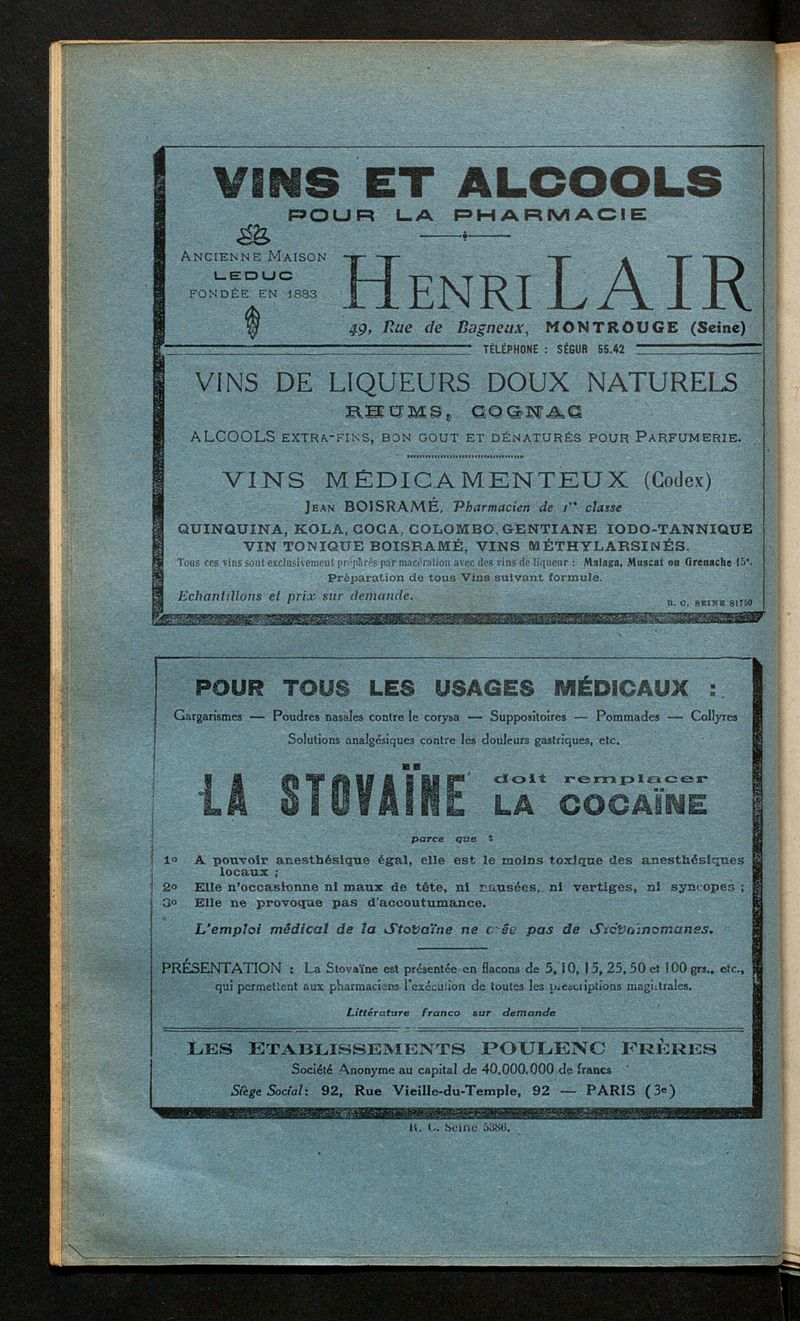 VINS ET ALCOOLS
POUR LA PHARMACIE
ANCIENNE MAISON
LEDUC
FONDÉE EN 1883
HENRI LAIR
49, Rue de Bagneux, MONTROUGE (Seine)
TÉLÉPHONE : SÉGUR 55.42
VINS DE LIQUEURS DOUX NATURELS
RHUMS, COGNAC
ALCOOLS EXTRA-FINS, BON GOUT ET DÉNATURÉS POUR PARFUMERIE.
VINS MÉDICAMENTEUX (Codex)
JEAN BOISRAMÉ, Pharmacien de 1re classe
QUINQUINA, KOLA, COCA, COLOMBO, GENTIANE IODO-TANNIQUE
VIN TONIQUE BOISRAMÉ, VINS MÉTHYLARSINÉS.
Tous ces vins sont exclusivement préparés par macération avec des vins de liqueur : Malaga, Muscat ou Grenache 15°.
Préparation de tous Vins suivant formule.
Echantillons et prix sur demande.
R. C. SEINE 81750
POUR TOUS LES USAGES MÉDICAUX :
Gargarismes — Poudres nasales contre le coryza — Suppositoires — Pommades — Collyres
Solutions analgésiques contre les douleurs gastriques, etc.
LA STOVAÏNE doit remplacer
LA COCAÏNE
parce que :
1o A pouvoir anesthésique égal, elle est le moins toxique des anesthésiques
locaux ;
2o Elle n'occasionne ni maux de tête, ni nausées, ni vertiges, ni syncopes ;
3o Elle ne provoque pas d'accoutumance.
L'emploi médical de la Stovaïne ne crée pas de Stovaïnomanes.
PRÉSENTATION : La Stovaïne est présentée en flacons de 5, 10, 15, 25, 50 et 100 grs., etc.,
qui permettent aux pharmaciens l'exécution de toutes les prescriptions magistrales.
Littérature franco sur demande
LES ETABLISSEMENTS POULENC FRÈRES
Société Anonyme au capital de 40.000.000 de francs
Siège Social: 92, Rue Vieille-du-Temple, 92 — PARIS (3e)
R. C. Seine 5386.